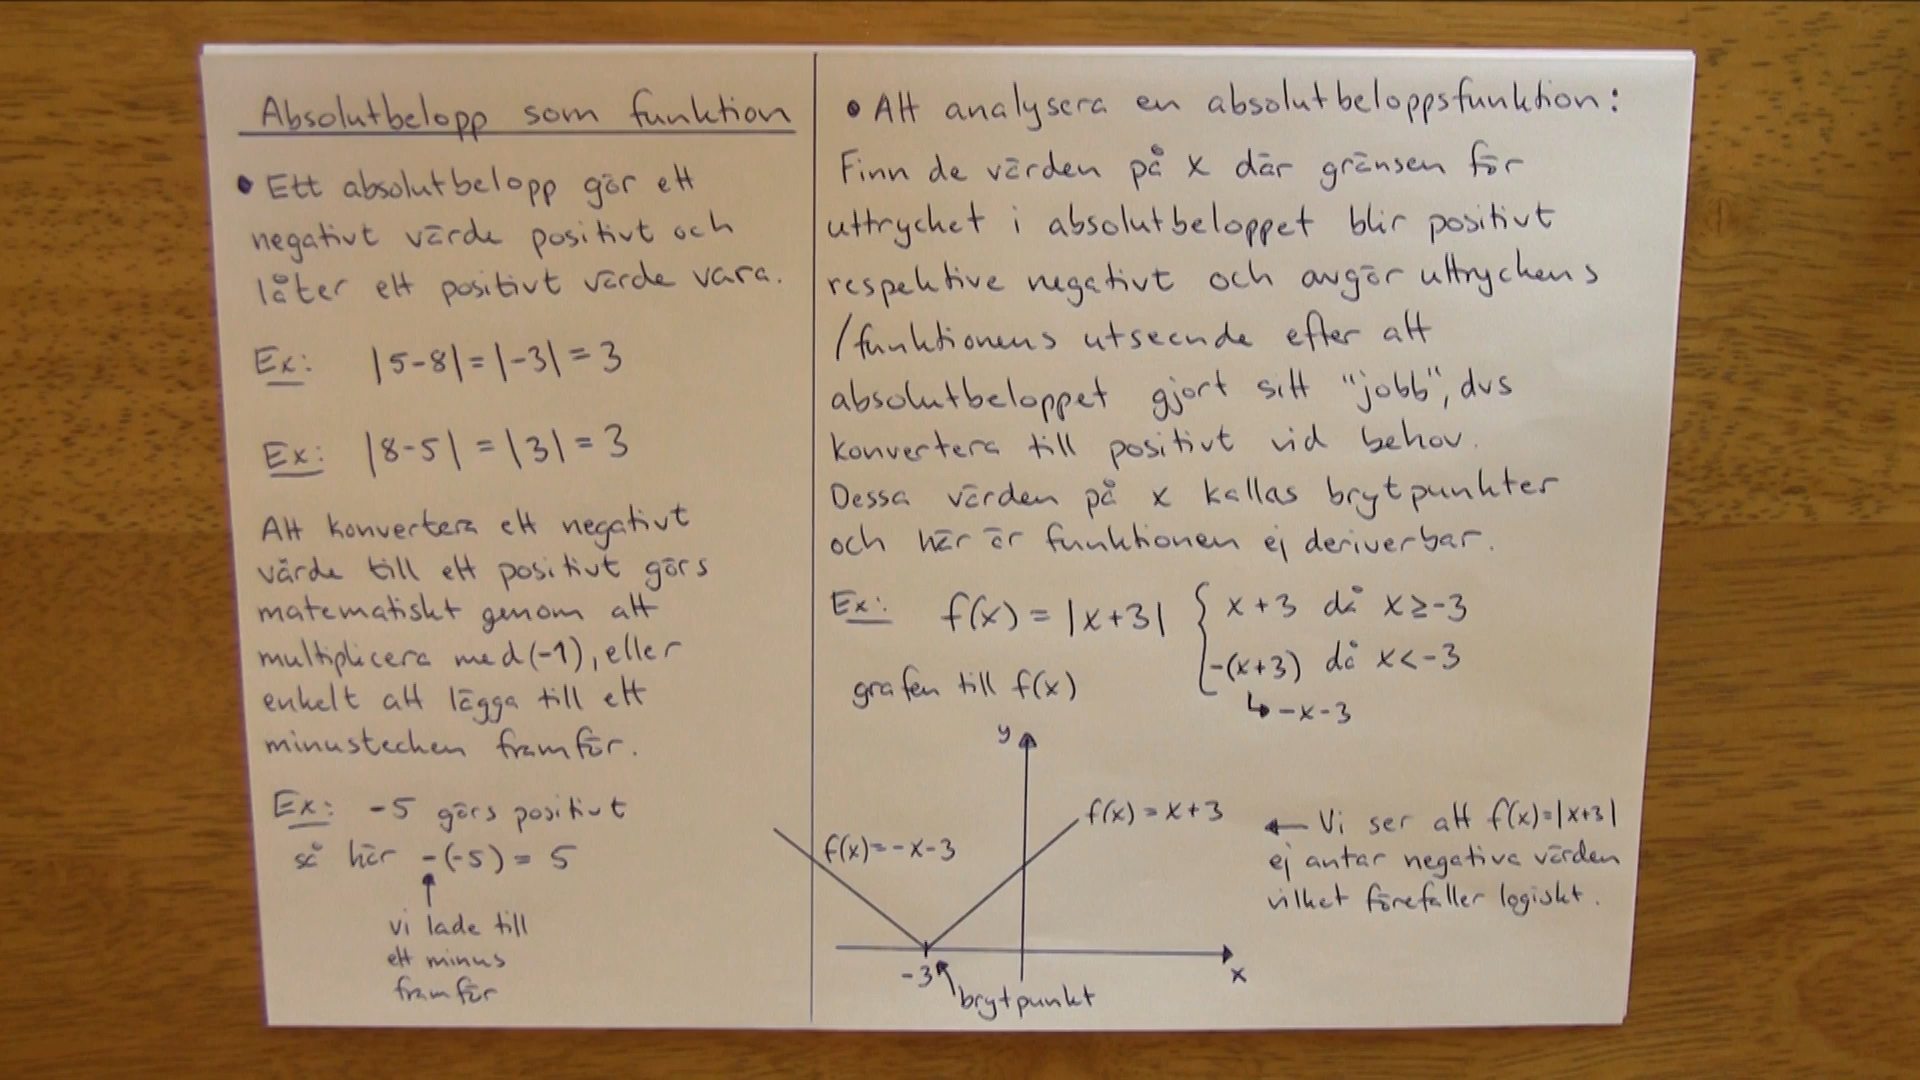 Absolutbelopp som funktion
• Ett absolutbelopp gör ett
negativt värde positivt och
låter ett positivt värde vara.
Ex: |5-8| = |-3| = 3
Ex: |8-5| = |3| = 3
Att konvertera ett negativt
värde till ett positivt görs
matematiskt genom att
multiplicera med (-1), eller
enkelt att lägga till ett
minustecken framför.
Ex: -5 görs positivt
så här -(-5) = 5
vi lade till
ett minus
framför
• Att analysera en absolutbeloppsfunktion:
Finn de värden på x där gränsen för
uttrycket i absolutbeloppet blir positivt
respektive negativt och avgör uttryckens
/funktionens utseende efter att
absolutbeloppet gjort sitt "jobb", dvs
konvertera till positivt vid behov.
Dessa värden på x kallas brytpunkter
och här är funktionen ej deriverbar.
Ex: f(x) = |x+3| { x+3 då x≥-3
-(x+3) då x<-3
↳ -x-3
grafen till f(x)
y
f(x) = x+3
f(x) = -x-3
-3
brytpunkt
x
← Vi ser att f(x)=|x+3|
ej antar negativa värden
vilket förefaller logiskt.